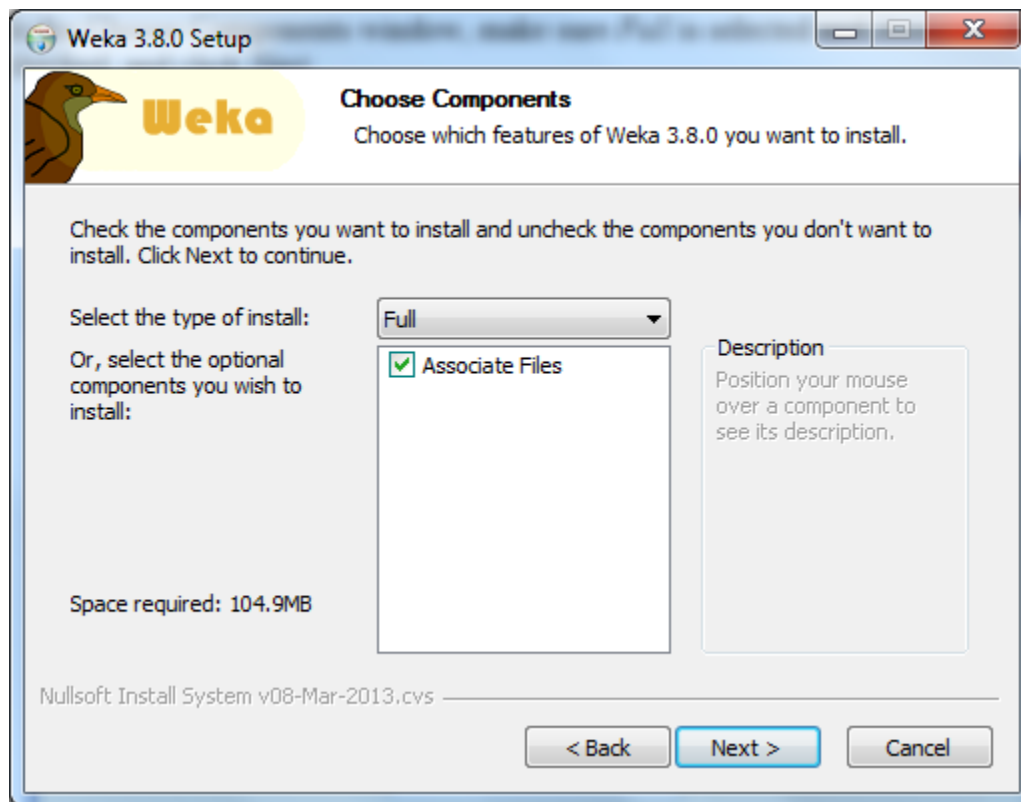 Weka 3.8.0 Setup
Weka
Choose Components
Choose which features of Weka 3.8.0 you want to install.
Check the components you want to install and uncheck the components you don't want to
install. Click Next to continue.
Select the type of install:
Full
Or, select the optional
components you wish to
install:
Associate Files
Description
Position your mouse
over a component to
see its description.
Space required: 104.9MB
Nullsoft Install System v08-Mar-2013.cvs
< Back
Next >
Cancel